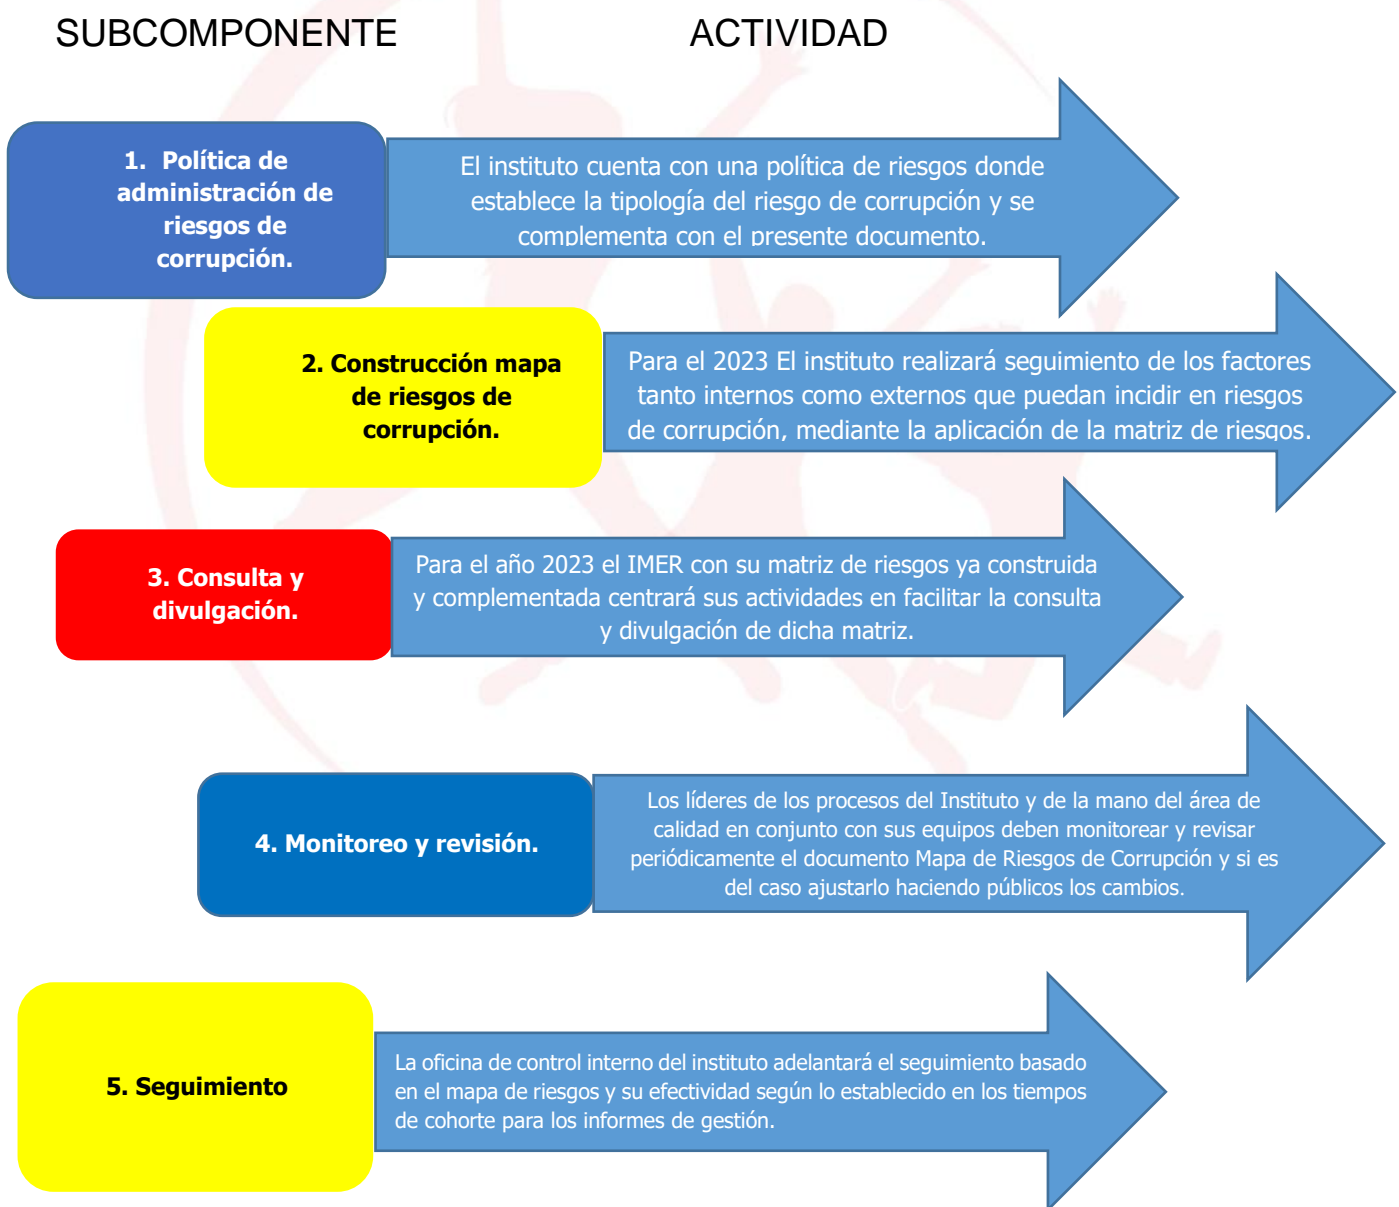 SUBCOMPONENTE
ACTIVIDAD
1. Política de
administración de
riesgos de
corrupción.
El instituto cuenta con una política de riesgos donde
establece la tipología del riesgo de corrupción y se
complementa con el presente documento.
2. Construcción mapa
de riesgos de
corrupción.
Para el 2023 El instituto realizará seguimiento de los factores
tanto internos como externos que puedan incidir en riesgos
de corrupción, mediante la aplicación de la matriz de riesgos.
3. Consulta y
divulgación.
Para el año 2023 el IMER con su matriz de riesgos ya construida
y complementada centrará sus actividades en facilitar la consulta
y divulgación de dicha matriz.
4. Monitoreo y revisión.
Los líderes de los procesos del Instituto y de la mano del área de
calidad en conjunto con sus equipos deben monitorear y revisar
periódicamente el documento Mapa de Riesgos de Corrupción y si es
del caso ajustarlo haciendo públicos los cambios.
5. Seguimiento
La oficina de control interno del instituto adelantará el seguimiento basado
en el mapa de riesgos y su efectividad según lo establecido en los tiempos
de cohorte para los informes de gestión.